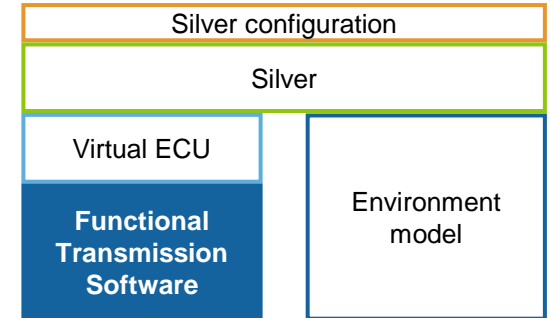 Silver configuration
Silver
Virtual ECU
Functional
Transmission
Software
Environment
model